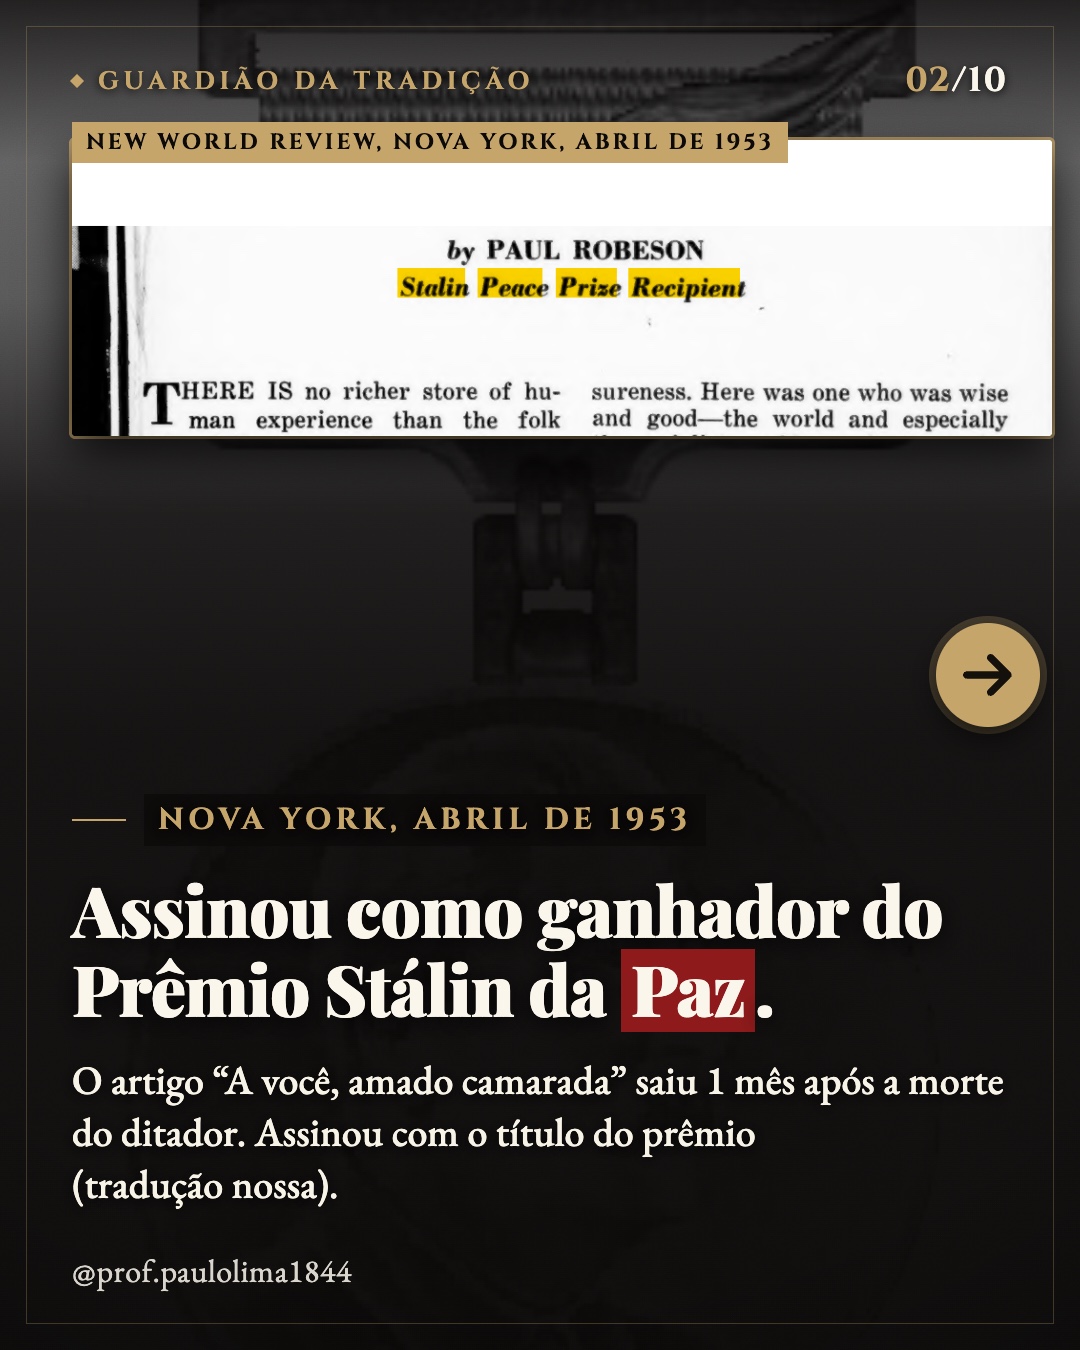 GUARDIÃO DA TRADIÇÃO
02/10
NEW WORLD REVIEW, NOVA YORK, ABRIL DE 1953
by PAUL ROBESON
Stalin Peace Prize Recipient
THERE IS no richer store of hu-
man experience than the folk
sureness. Here was one who was wise
and good—the world and especially
NOVA YORK, ABRIL DE 1953
Assinou como ganhador do
Prêmio Stálin da Paz.
O artigo “A você, amado camarada” saiu 1 mês após a morte
do ditador. Assinou com o título do prêmio
(tradução nossa).
@prof.paulolima1844